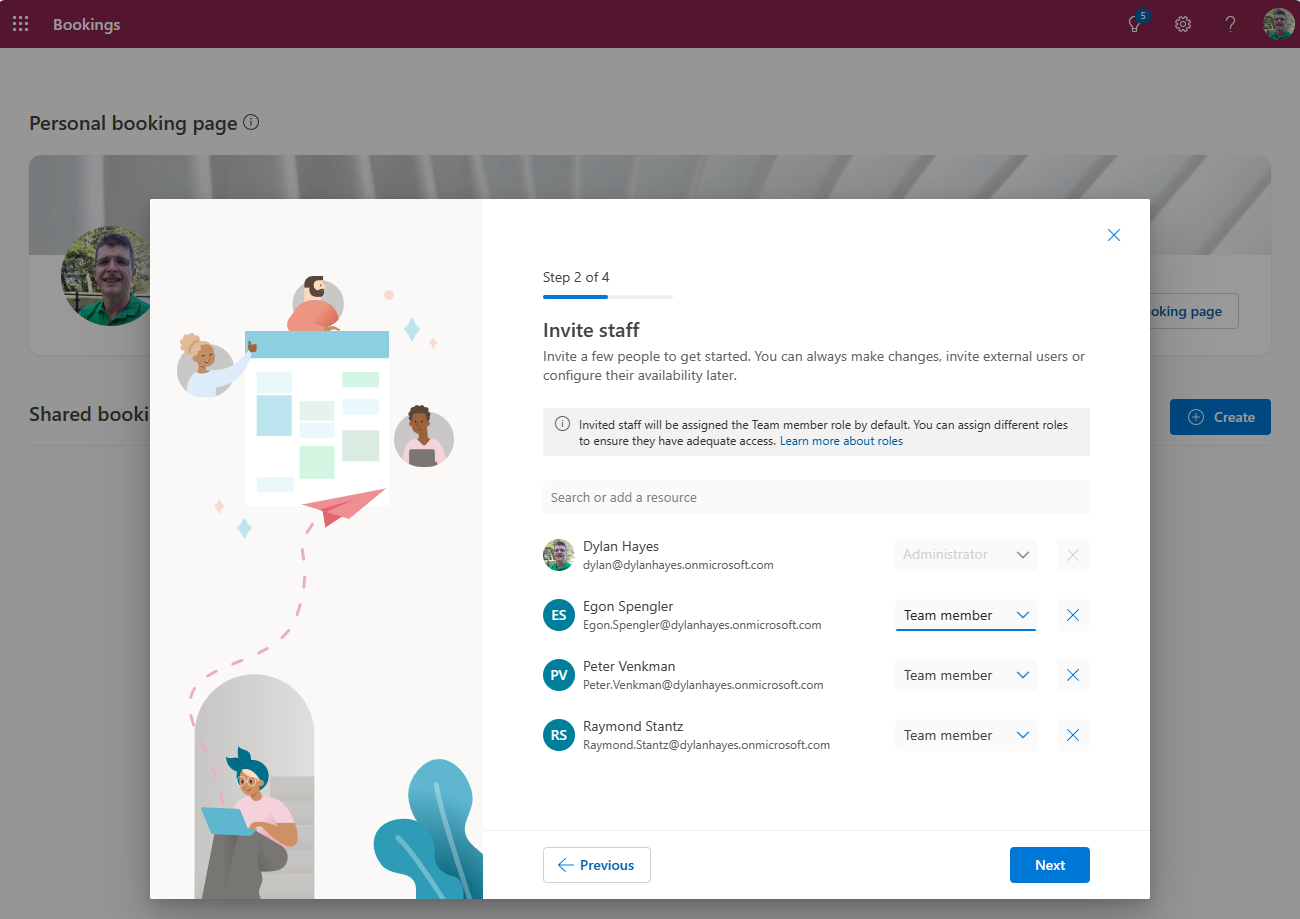 Bookings
5
Personal booking page
oking page
Shared booki
Create
Step 2 of 4
Invite staff
Invite a few people to get started. You can always make changes, invite external users or
configure their availability later.
Invited staff will be assigned the Team member role by default. You can assign different roles
to ensure they have adequate access. Learn more about roles
Search or add a resource
Dylan Hayes
dylan@dylanhayes.onmicrosoft.com
Administrator
ES
Egon Spengler
Egon.Spengler@dylanhayes.onmicrosoft.com
Team member
PV
Peter Venkman
Peter.Venkman@dylanhayes.onmicrosoft.com
Team member
RS
Raymond Stantz
Raymond.Stantz@dylanhayes.onmicrosoft.com
Team member
Previous
Next